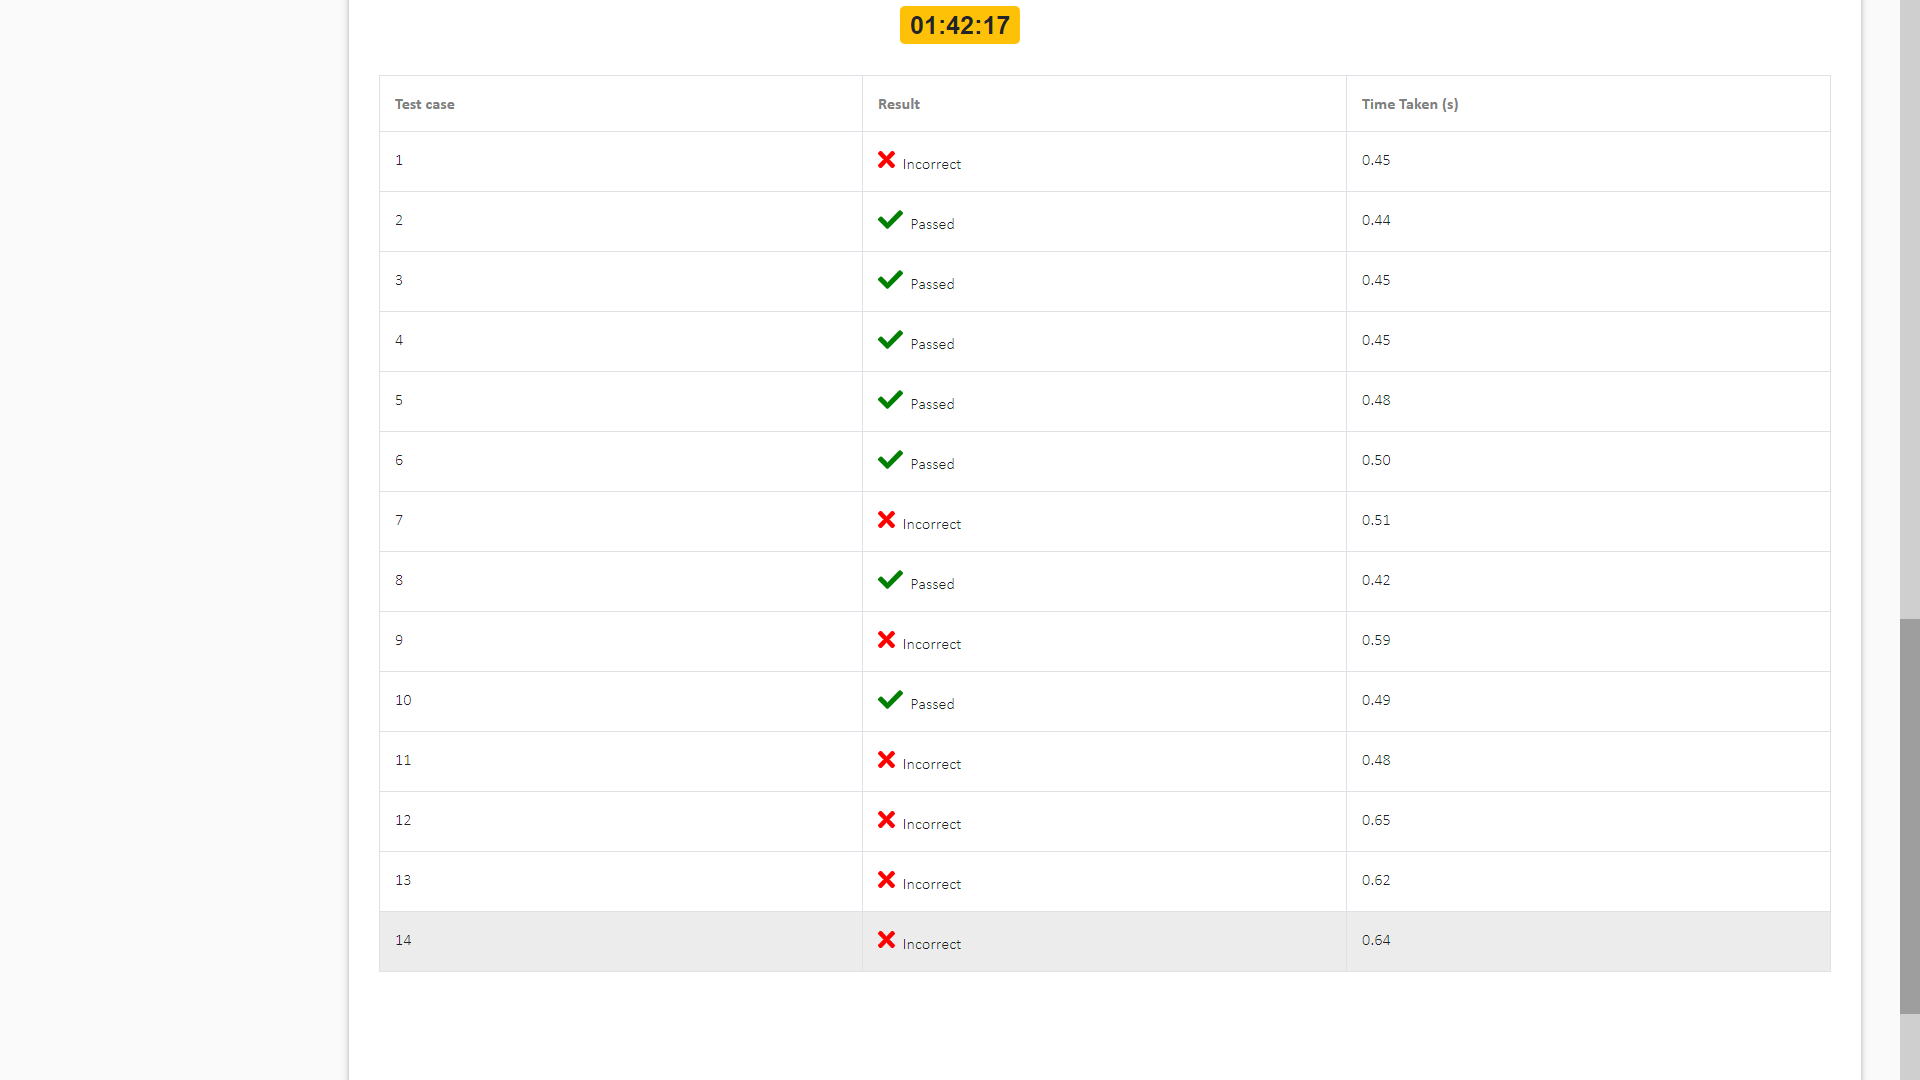 01:42:17
Test case Result Time Taken (s)
1 Incorrect 0.45
2 Passed 0.44
3 Passed 0.45
4 Passed 0.45
5 Passed 0.48
6 Passed 0.50
7 Incorrect 0.51
8 Passed 0.42
9 Incorrect 0.59
10 Passed 0.49
11 Incorrect 0.48
12 Incorrect 0.65
13 Incorrect 0.62
14 Incorrect 0.64